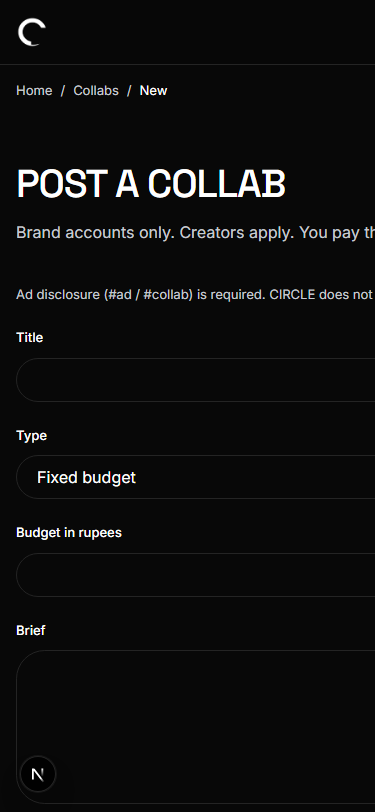 Home / Collabs / New
POST A COLLAB
Brand accounts only. Creators apply. You pay
Ad disclosure (#ad / #collab) is required. CIRCLE does not
Title
Type
Fixed budget
Budget in rupees
Brief
N